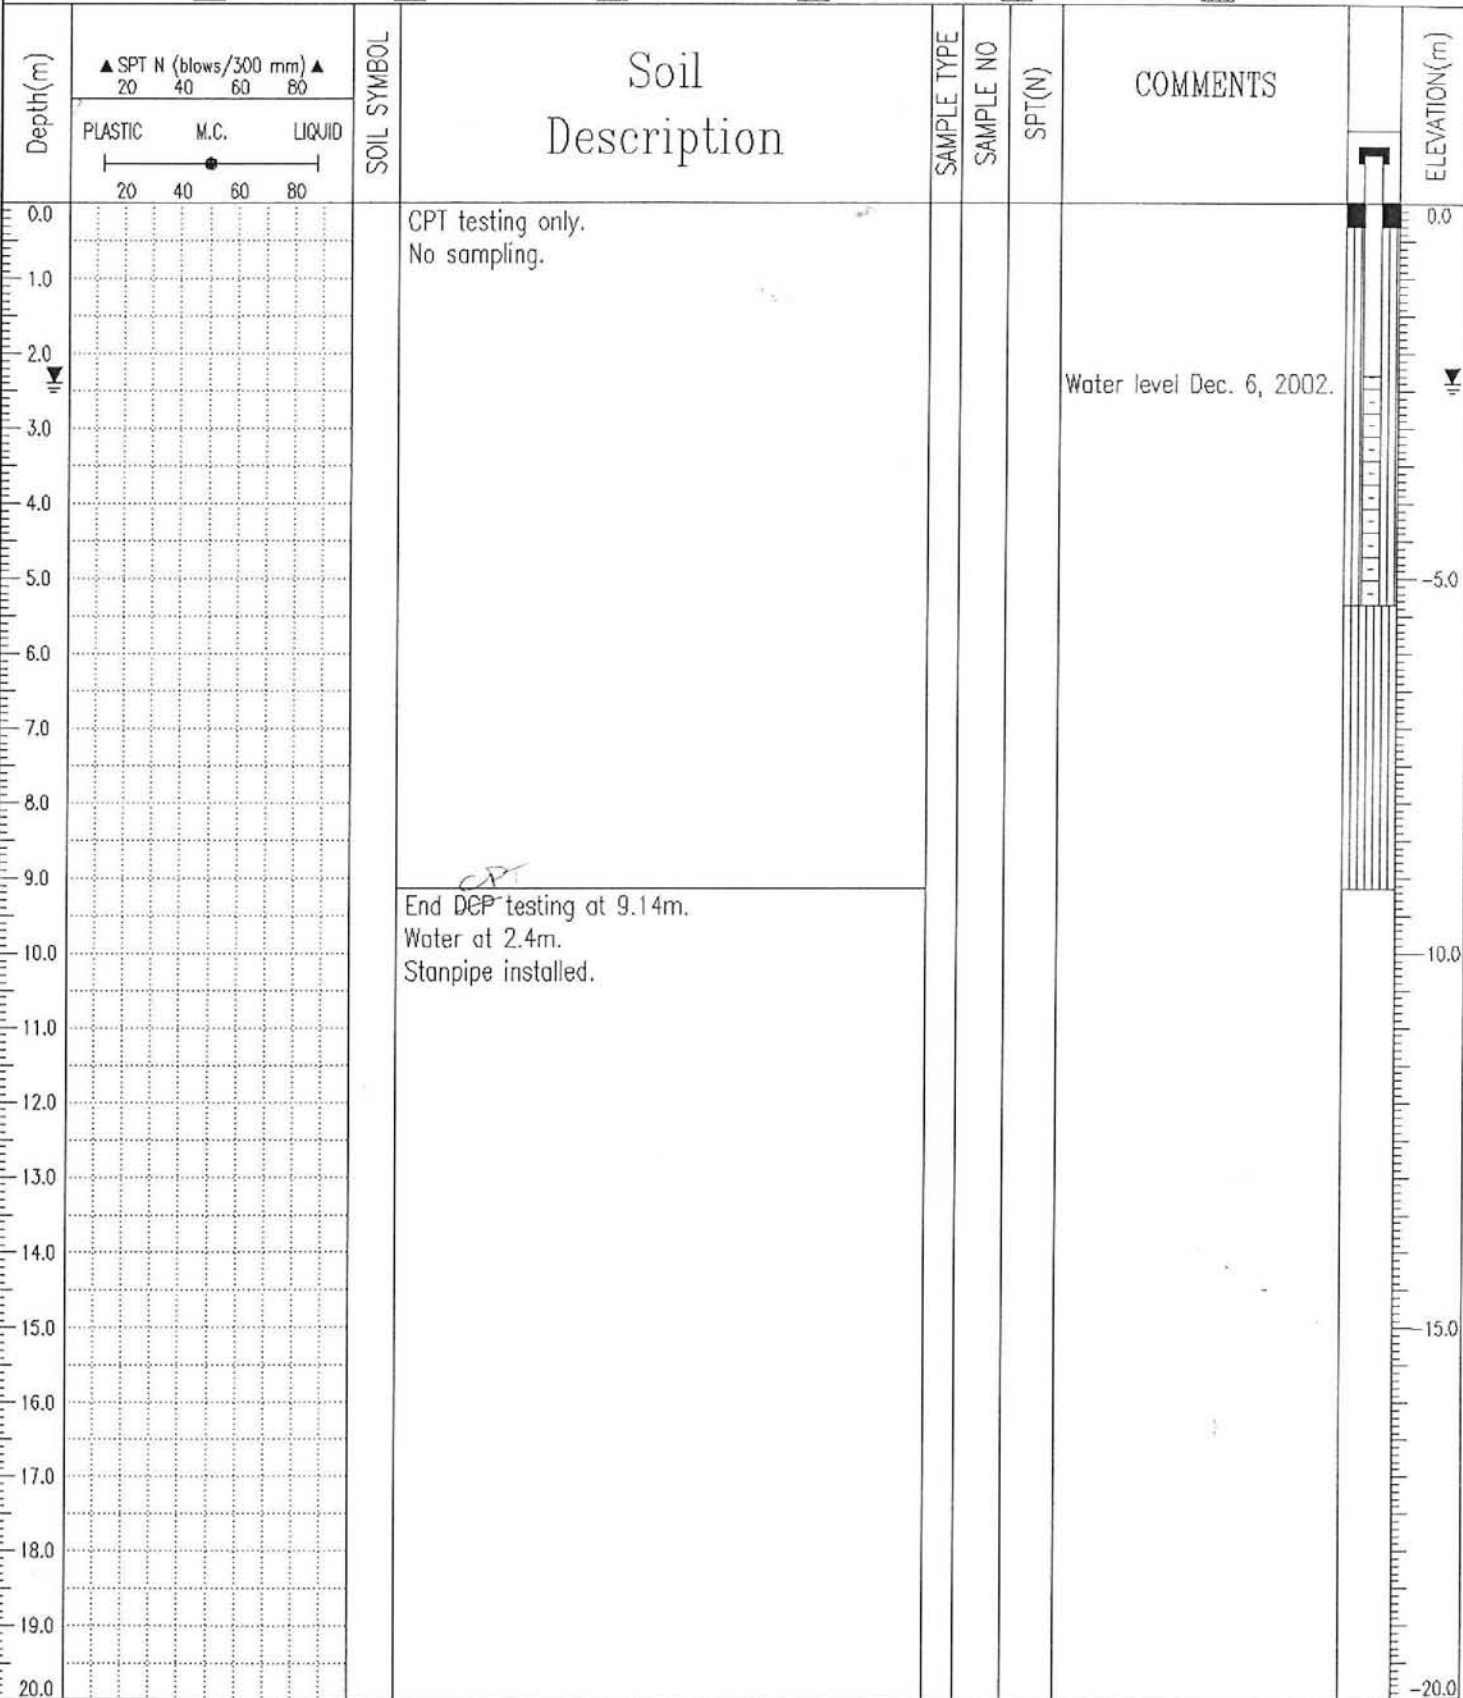 Depth(m)
▲ SPT N (blows/300 mm) ▲
20 40 60 80
PLASTIC M.C. LIQUID
20 40 60 80
SOIL SYMBOL
Soil
Description
SAMPLE TYPE
SAMPLE NO
SPT(N)
COMMENTS
ELEVATION(m)
0.0
1.0
2.0
3.0
4.0
5.0
6.0
7.0
8.0
9.0
10.0
11.0
12.0
13.0
14.0
15.0
16.0
17.0
18.0
19.0
20.0
CPT testing only.
No sampling.
CPT
End DCP testing at 9.14m.
Water at 2.4m.
Stanpipe installed.
Water level Dec. 6, 2002.
0.0
-5.0
-10.0
-15.0
-20.0